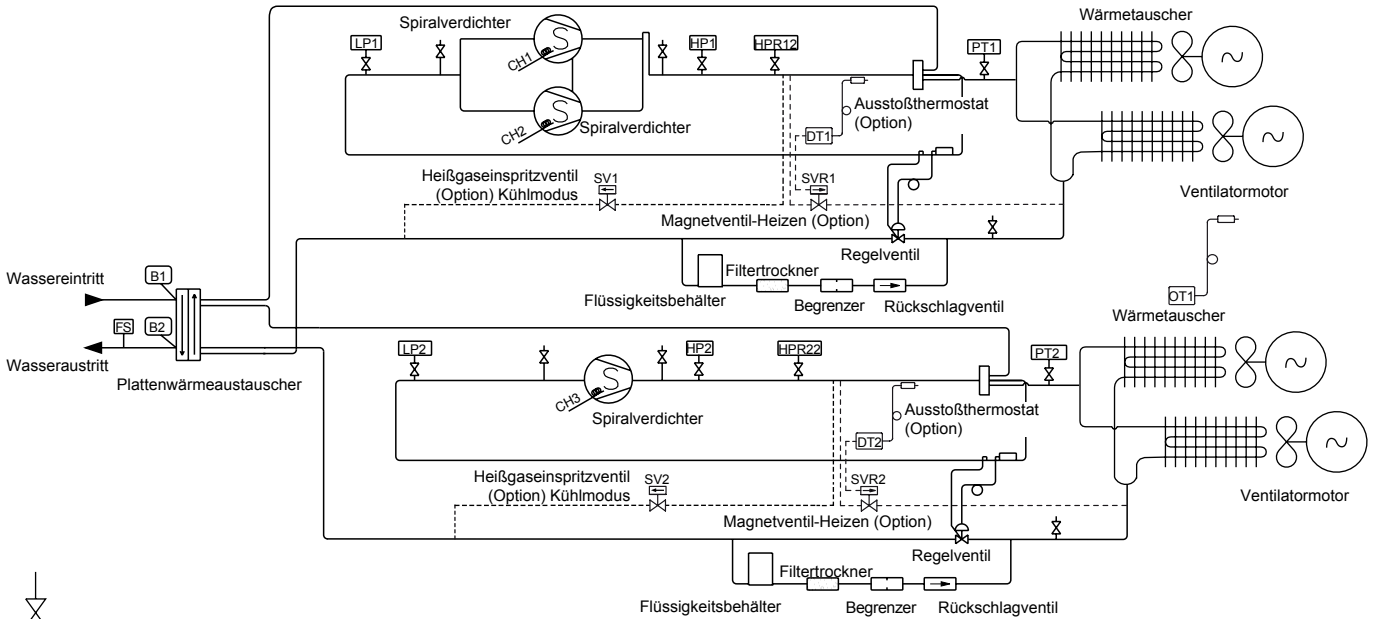 Spiralverdichter
Wärmetauscher
LP1
HP1
HPR12
PT1
CH1
CH2
Spiralverdichter
Ausstoßthermostat
(Option)
DT1
Heißgaseinspritzventil
(Option) Kühlmodus
SV1
SVR1
Ventilatormotor
Magnetventil-Heizen (Option)
Regelventil
Wassereintritt
B1
Filtertrockner
Flüssigkeitsbehälter
Begrenzer
Rückschlagventil
OT1
Wärmetauscher
FS
B2
Wasseraustritt
Plattenwärmeaustauscher
LP2
HP2
HPR22
PT2
CH3
Spiralverdichter
Ausstoßthermostat
(Option)
DT2
Heißgaseinspritzventil
(Option) Kühlmodus
SV2
SVR2
Ventilatormotor
Magnetventil-Heizen (Option)
Regelventil
Filtertrockner
Flüssigkeitsbehälter
Begrenzer
Rückschlagventil